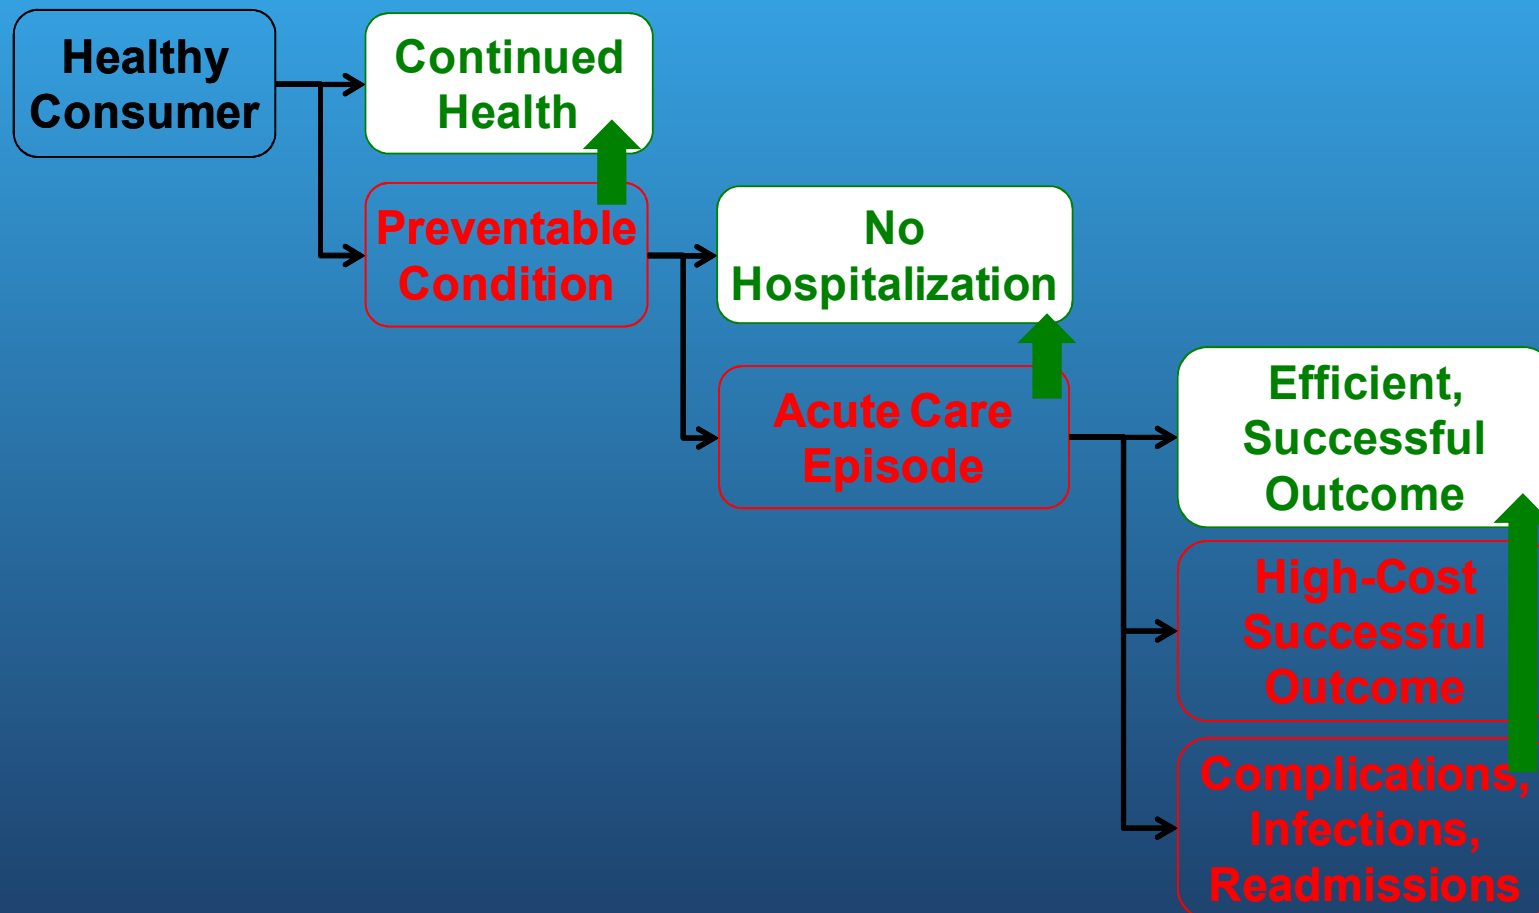 Healthy
Consumer
Continued
Health
Preventable
Condition
No
Hospitalization
Acute Care
Episode
Efficient,
Successful
Outcome
High-Cost
Successful
Outcome
Complications,
Infections,
Readmissions